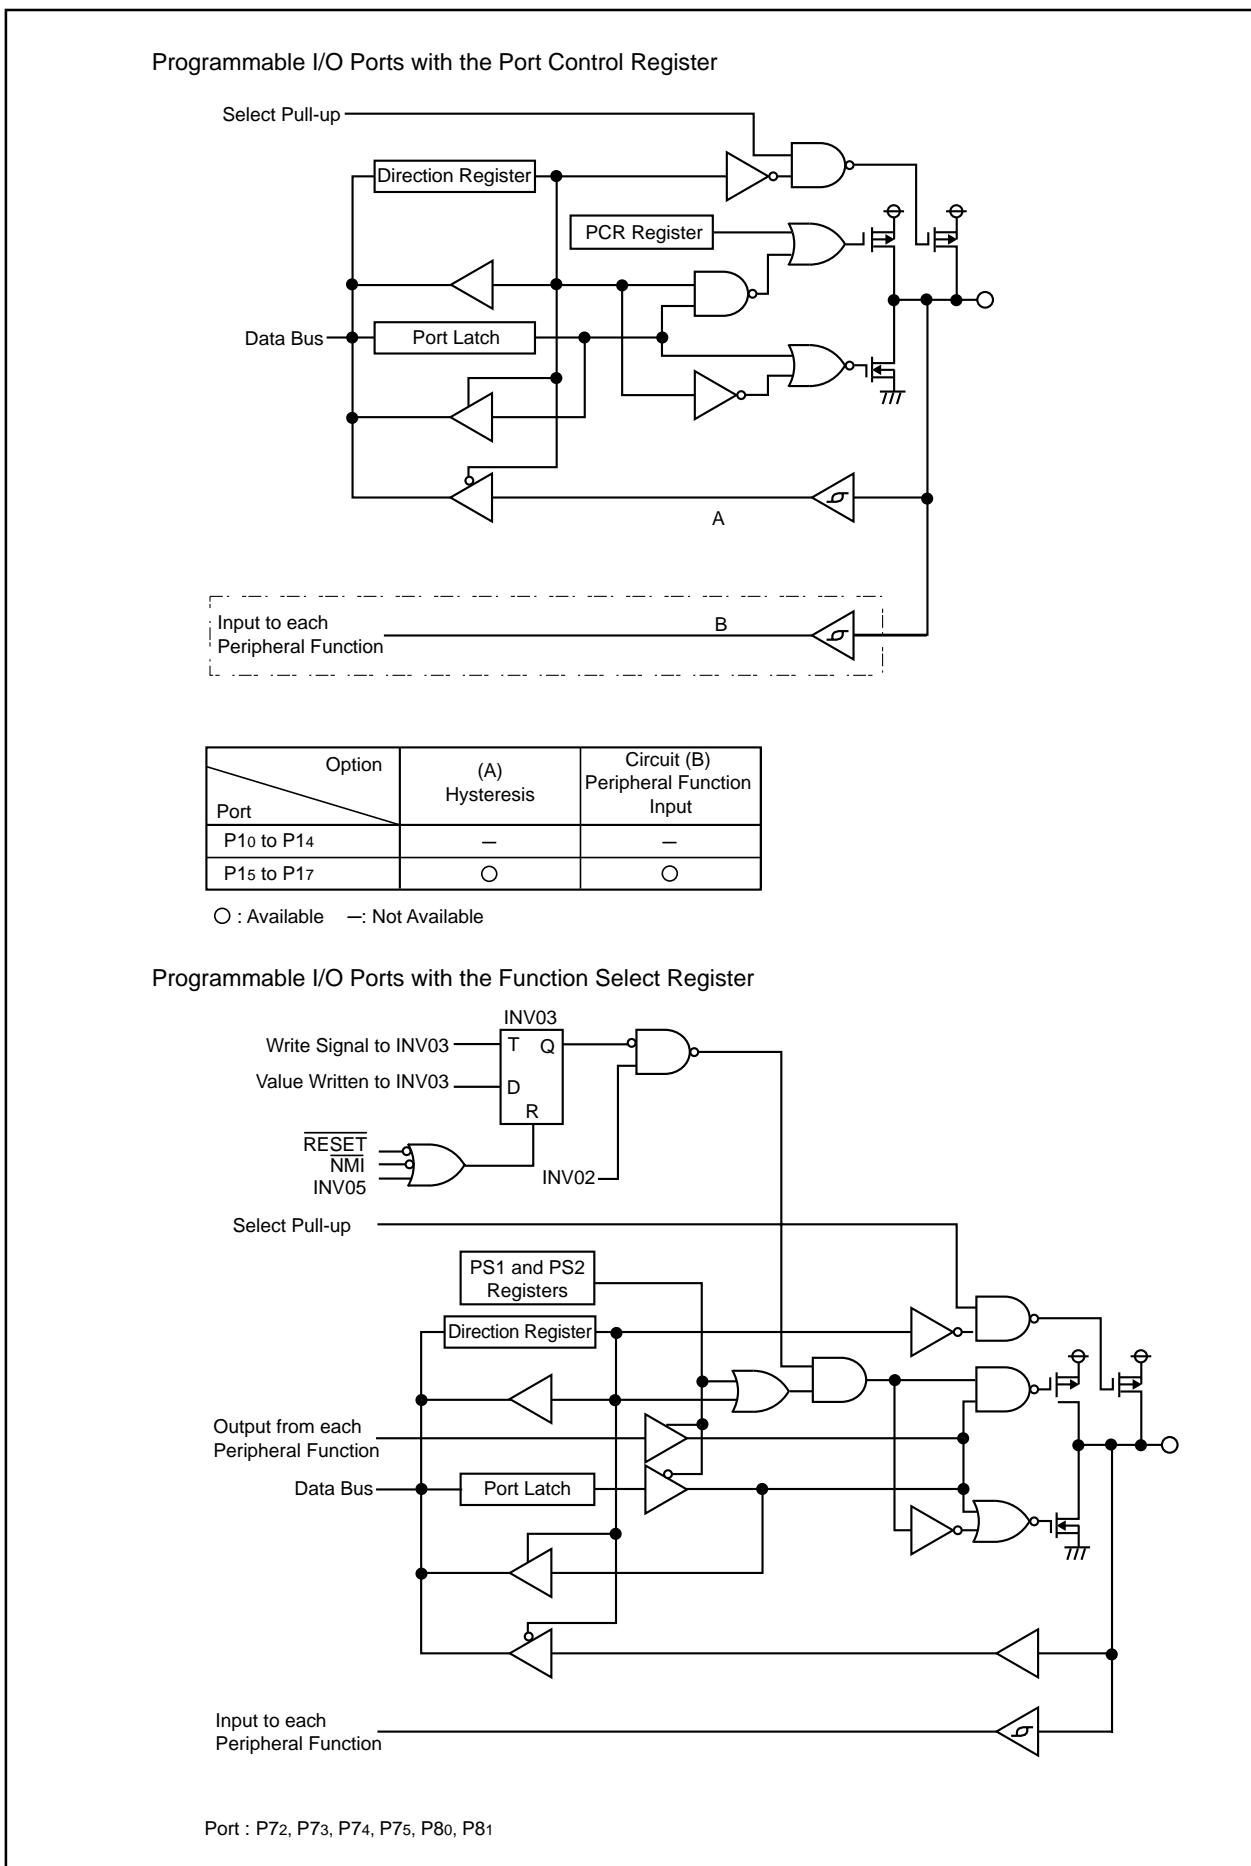 Programmable I/O Ports with the Port Control Register
Select Pull-up
Direction Register
PCR Register
Data Bus
Port Latch
A
Input to each
Peripheral Function
B
Option
Port
(A)
Hysteresis
Circuit (B)
Peripheral Function
Input
P10 to P14 – –
P15 to P17 ○ ○
○ : Available –: Not Available
Programmable I/O Ports with the Function Select Register
INV03
Write Signal to INV03
T Q
Value Written to INV03
D
R
RESET
NMI
INV05
INV02
Select Pull-up
PS1 and PS2
Registers
Direction Register
Output from each
Peripheral Function
Data Bus
Port Latch
Input to each
Peripheral Function
Port : P72, P73, P74, P75, P80, P81